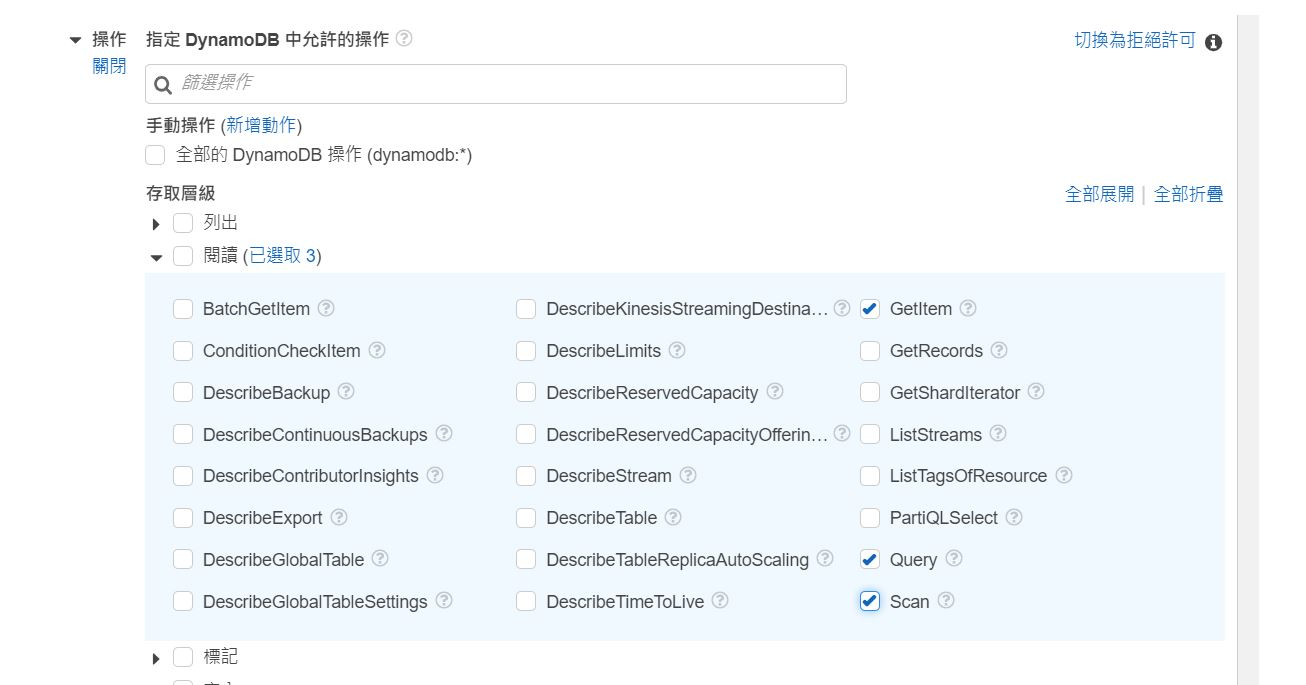 操作 指定 DynamoDB 中允許的操作 切換為拒絕許可
關閉
篩選操作
手動操作 (新增動作)
全部的 DynamoDB 操作 (dynamodb:*)
存取層級 全部展開 | 全部折疊
列出
閱讀 (已選取 3)
BatchGetItem DescribeKinesisStreamingDestina… GetItem
ConditionCheckItem DescribeLimits GetRecords
DescribeBackup DescribeReservedCapacity GetShardIterator
DescribeContinuousBackups DescribeReservedCapacityOfferin… ListStreams
DescribeContributorInsights DescribeStream ListTagsOfResource
DescribeExport DescribeTable PartiQLSelect
DescribeGlobalTable DescribeTableReplicaAutoScaling Query
DescribeGlobalTableSettings DescribeTimeToLive Scan
標記